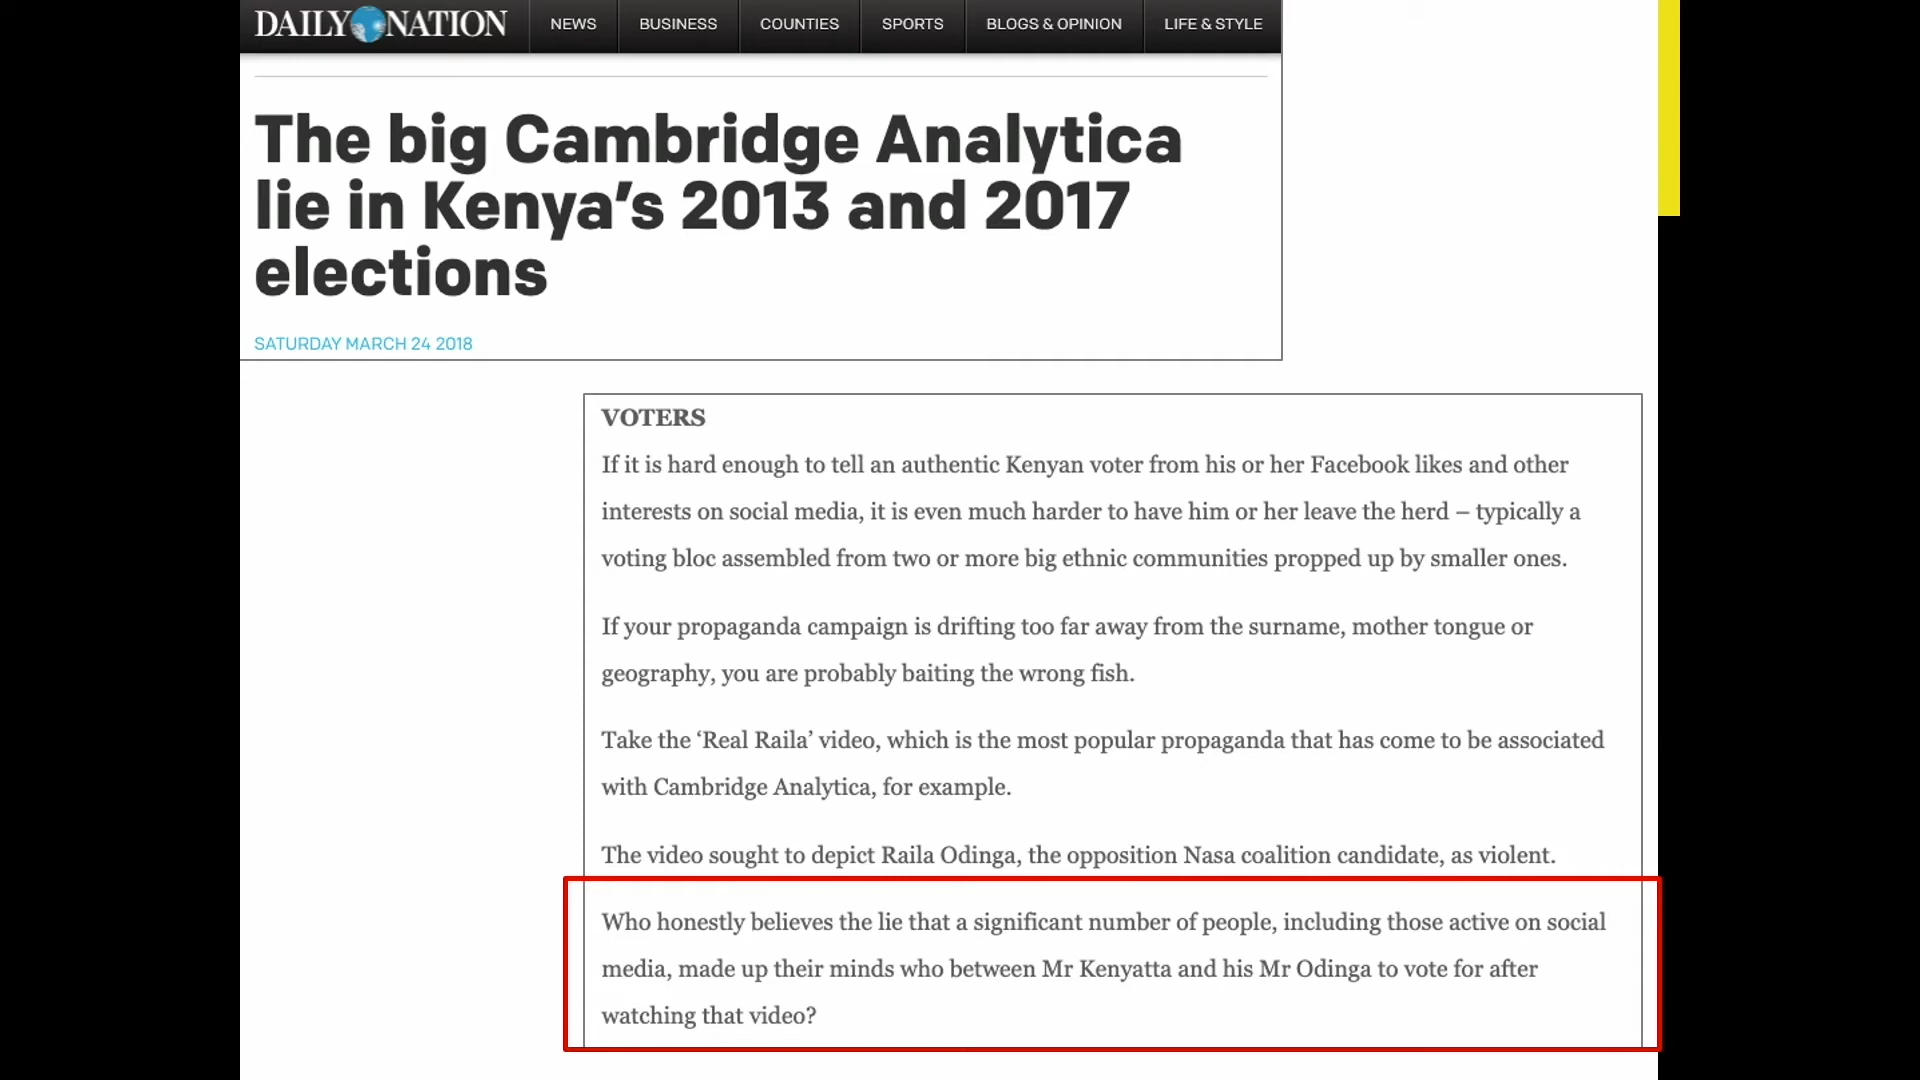 DAILY NATION NEWS BUSINESS COUNTIES SPORTS BLOGS & OPINION LIFE & STYLE
The big Cambridge Analytica
lie in Kenya’s 2013 and 2017
elections
SATURDAY MARCH 24 2018
VOTERS
If it is hard enough to tell an authentic Kenyan voter from his or her Facebook likes and other
interests on social media, it is even much harder to have him or her leave the herd – typically a
voting bloc assembled from two or more big ethnic communities propped up by smaller ones.
If your propaganda campaign is drifting too far away from the surname, mother tongue or
geography, you are probably baiting the wrong fish.
Take the ‘Real Raila’ video, which is the most popular propaganda that has come to be associated
with Cambridge Analytica, for example.
The video sought to depict Raila Odinga, the opposition Nasa coalition candidate, as violent.
Who honestly believes the lie that a significant number of people, including those active on social
media, made up their minds who between Mr Kenyatta and his Mr Odinga to vote for after
watching that video?